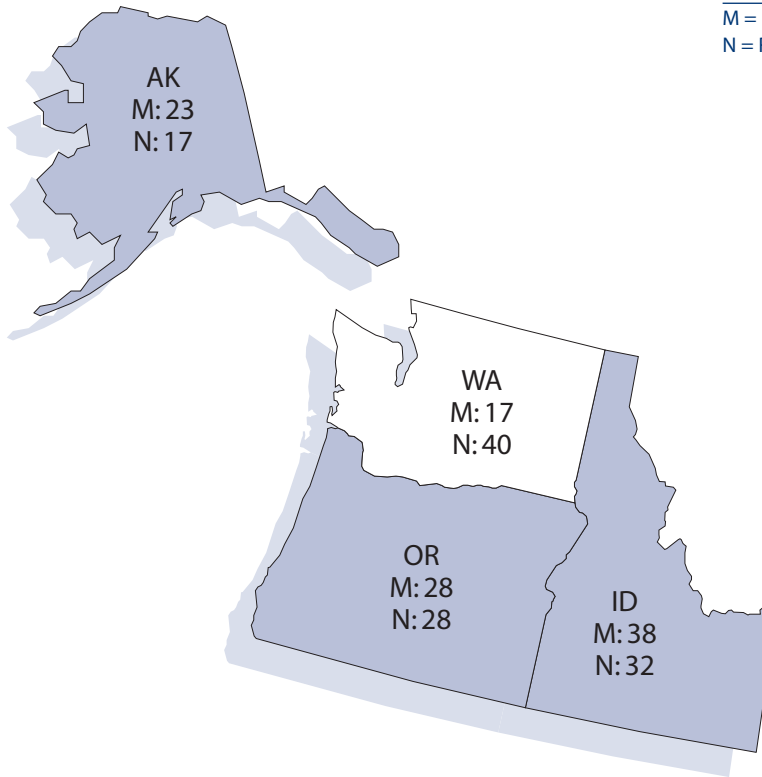 M =
N =
AK
M: 23
N: 17
WA
M: 17
N: 40
OR
M: 28
N: 28
ID
M: 38
N: 32